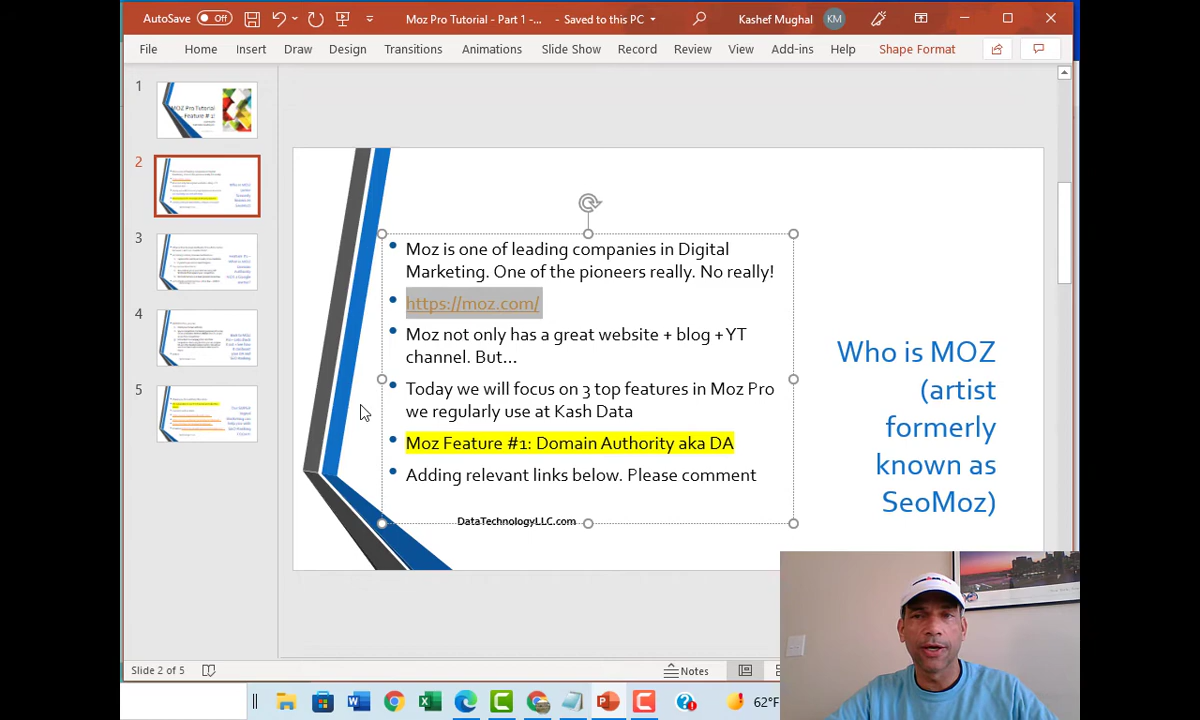 AutoSave Off Moz Pro Tutorial - Part 1 -... - Saved to this PC Kashef Mughal KM
File Home Insert Draw Design Transitions Animations Slide Show Record Review View Add-ins Help Shape Format
1
MOZ Pro Tutorial
Feature # 1!
2
3
4
5
Moz is one of leading companies in Digital
Marketing. One of the pioneers really. No really!
https://moz.com/
Moz not only has a great website + blog +YT
channel. But...
Today we will focus on 3 top features in Moz Pro
we regularly use at Kash Data
Moz Feature #1: Domain Authority aka DA
Adding relevant links below. Please comment
DataTechnologyLLC.com
Who is MOZ
(artist
formerly
known as
SeoMoz)
Slide 2 of 5 Notes
62°F